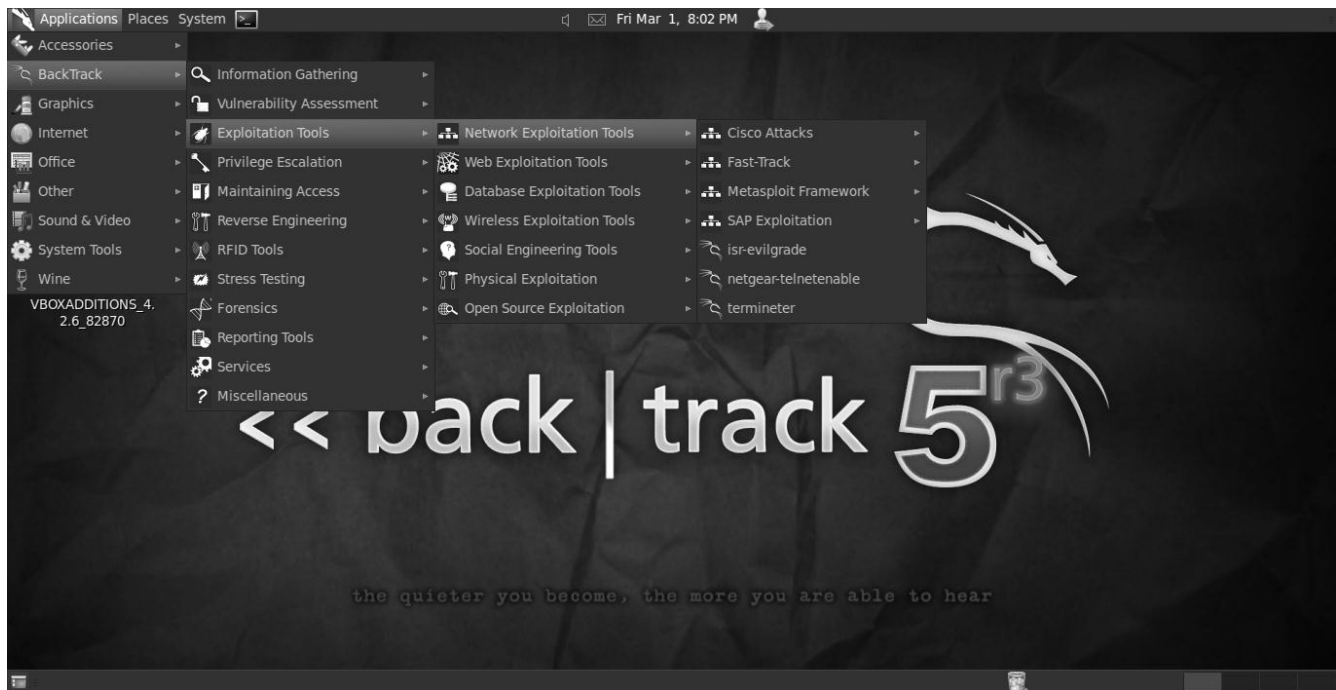 Applications Places System Fri Mar 1, 8:02 PM
Accessories
BackTrack
Graphics
Internet
Office
Other
Sound & Video
System Tools
Wine
Information Gathering
Vulnerability Assessment
Exploitation Tools
Privilege Escalation
Maintaining Access
Reverse Engineering
RFID Tools
Stress Testing
Forensics
Reporting Tools
Services
Miscellaneous
Network Exploitation Tools
Web Exploitation Tools
Database Exploitation Tools
Wireless Exploitation Tools
Social Engineering Tools
Physical Exploitation
Open Source Exploitation
Cisco Attacks
Fast-Track
Metasploit Framework
SAP Exploitation
isr-evilgrade
netgear-telnetenable
termineter
VBOXADDITIONS_4.
2.6_82870
<< back | track 5 r3
the quieter you become, the more you are able to hear